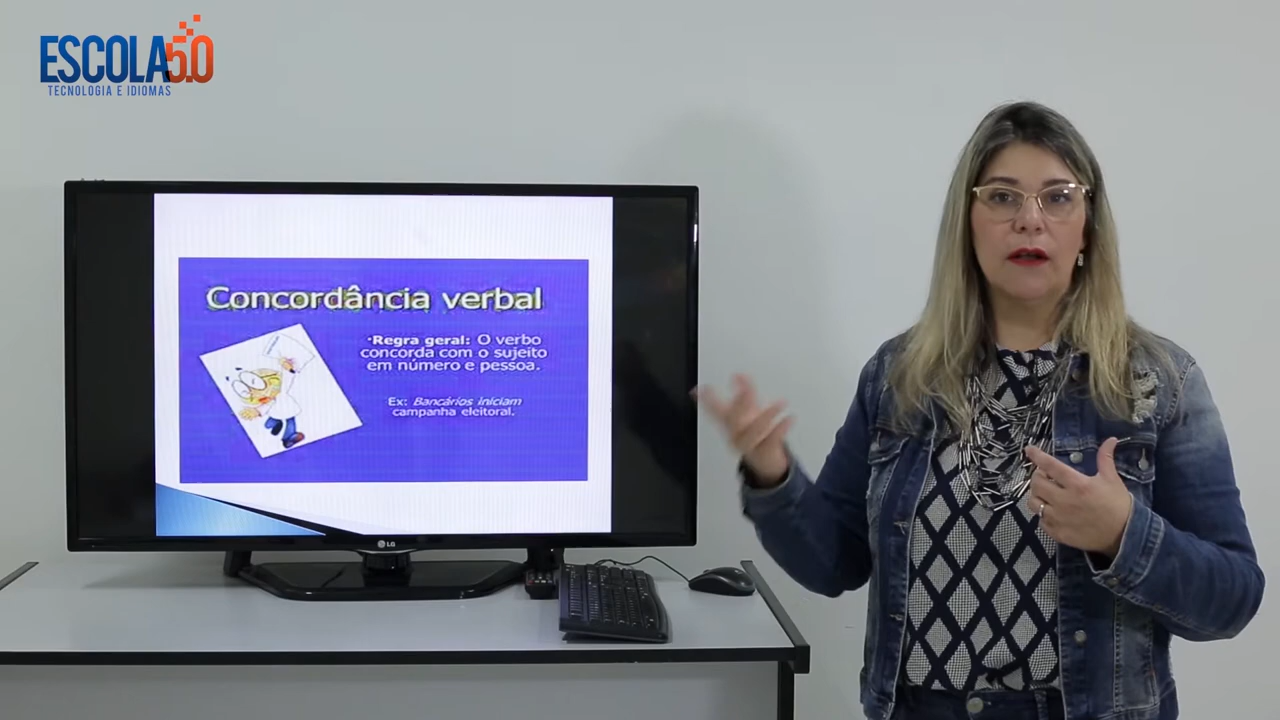 ESCOLA5.0
TECNOLOGIA E IDIOMAS
Concordância verbal
•Regra geral: O verbo
concorda com o sujeito
em número e pessoa.
Ex: Bancários iniciam
campanha eleitoral.
LG